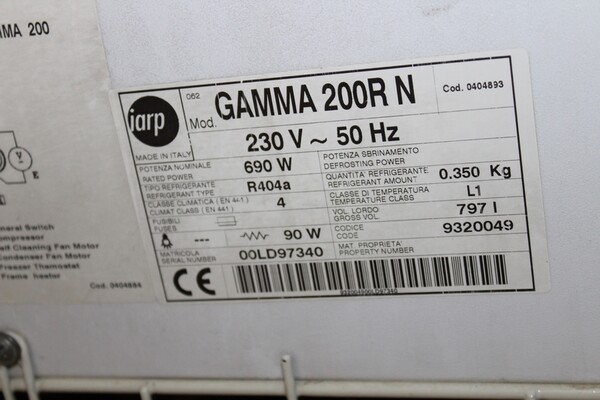 MMA 200
iarp
062
Mod.
GAMMA 200R N
Cod. 0404893
MADE IN ITALY
230 V ~ 50 Hz
POTENZA NOMINALE
RATED POWER
690 W
POTENZA SBRINAMENTO
DEFROSTING POWER
TIPO REFRIGERANTE
REFRIGERANT TYPE
R404a
QUANTITA' REFRIGERANTE
REFRIGERANT AMOUNT
0.350 Kg
CLASSE CLIMATICA (EN 441)
CLIMAT CLASS (EN 441)
4
CLASSE DI TEMPERATURA
TEMPERATURE CLASS
L1
FUSIBILI
FUSES
VOL. LORDO
GROSS VOL.
797 l
---
90 W
CODICE
CODE
9320049
MATRICOLA
SERIAL NUMBER
00LD97340
MAT. PROPRIETA'
PROPERTY NUMBER
CE
932004900LD97340
V
E
neral Switch
mpressor
elf Cleaning Fan Motor
Condenser Fan Motor
Freezer Thermostat
Frame heater
Cod. 0404884